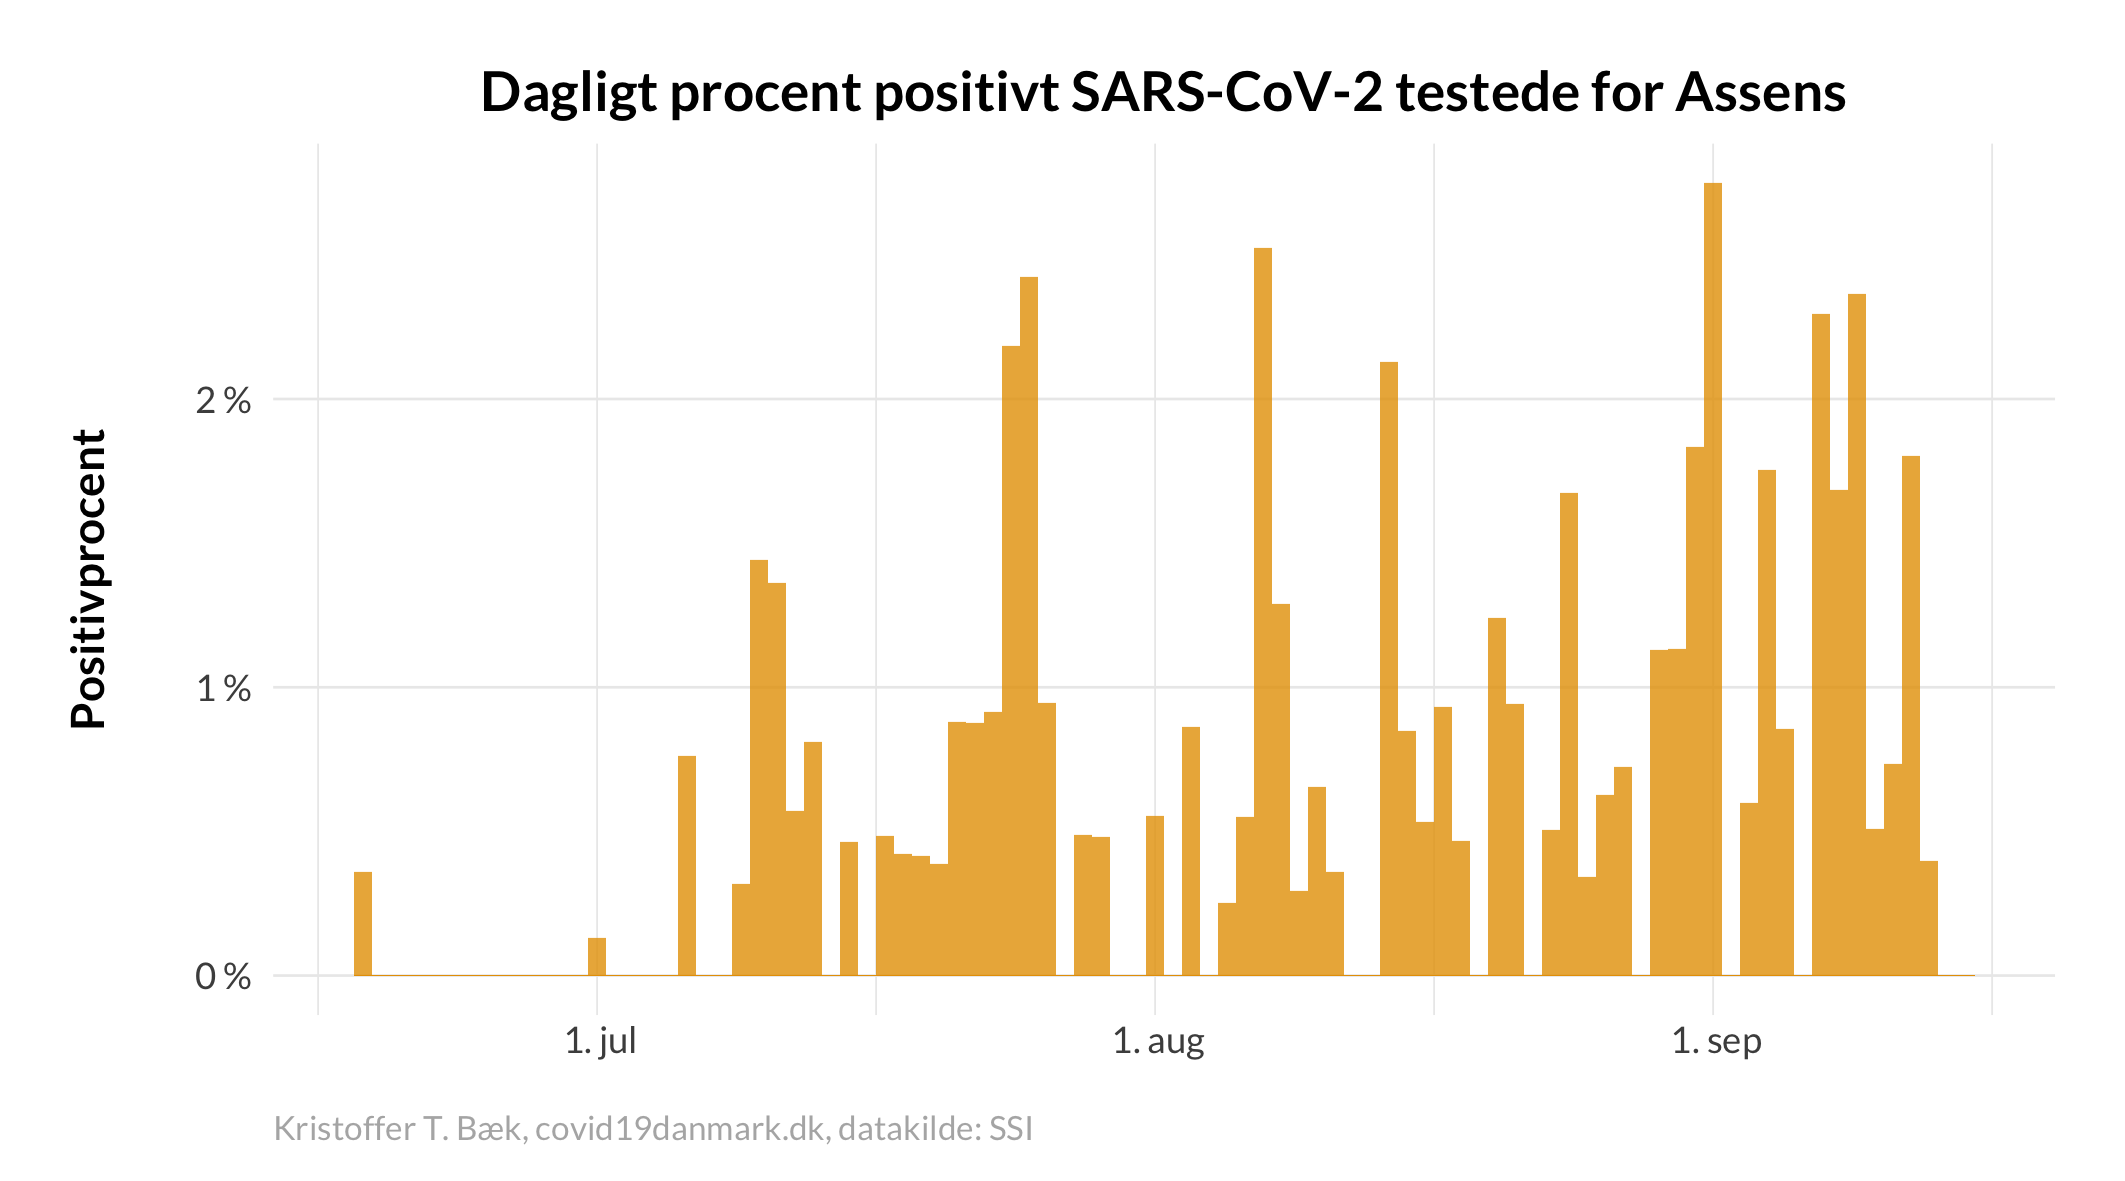 Dagligt procent positivt SARS-CoV-2 testede for Assens
Positivprocent
2 %
1 %
0 %
1. jul
1. aug
1. sep
Kristoffer T. Bæk, covid19danmark.dk, datakilde: SSI